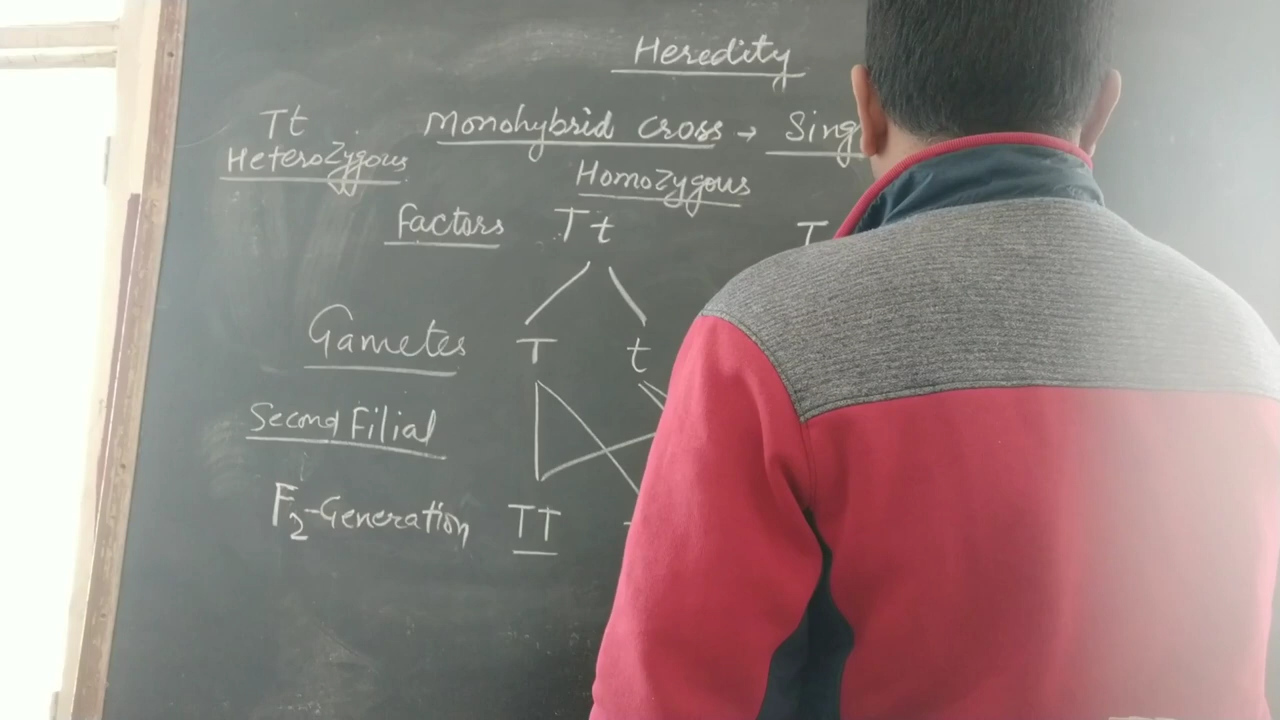 Heredity
Tt
Monohybrid cross → Sing
Heterozygous
Homozygous
factors Tt T
Gametes T t
Second Filial
F2-Generation TT